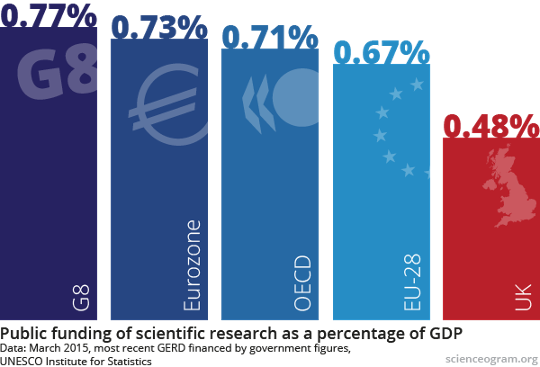 0.77%
0.73%
0.71%
0.67%
0.48%
G8
G8
Eurozone
OECD
EU-28
UK
Public funding of scientific research as a percentage of GDP
Data: March 2015, most recent GERD financed by government figures,
UNESCO Institute for Statistics
scienceogram.org